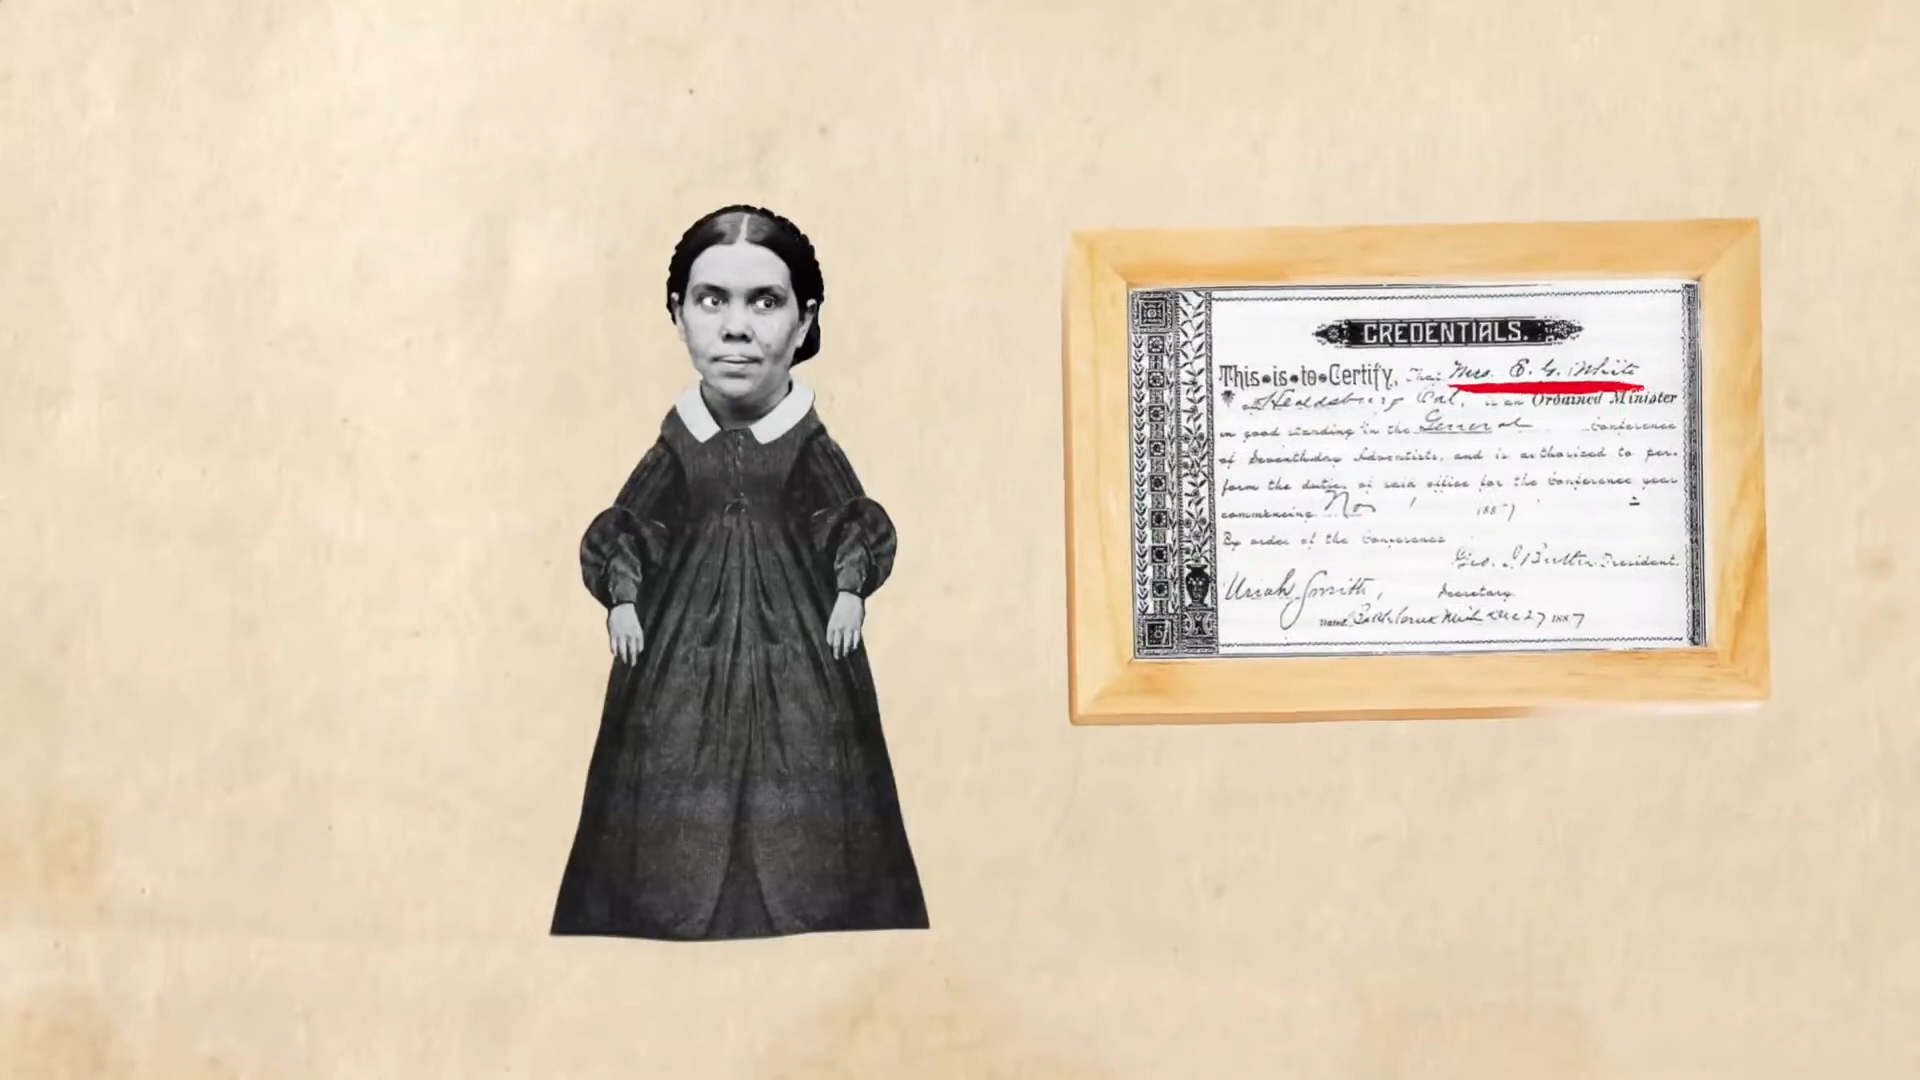 CREDENTIALS.
This is to Certify, That Mrs. E. G. White
of Healdsburg Cal. is an Ordained Minister
in good standing in the General Conference
of Seventh-day Adventists, and is authorized to per-
form the duties of said office for the Conference year
commencing Nov 1887
By order of the Conference
Geo. I. Butler President.
Uriah Smith, Secretary.
Dated, Battle Creek Mich Dec 27 1887